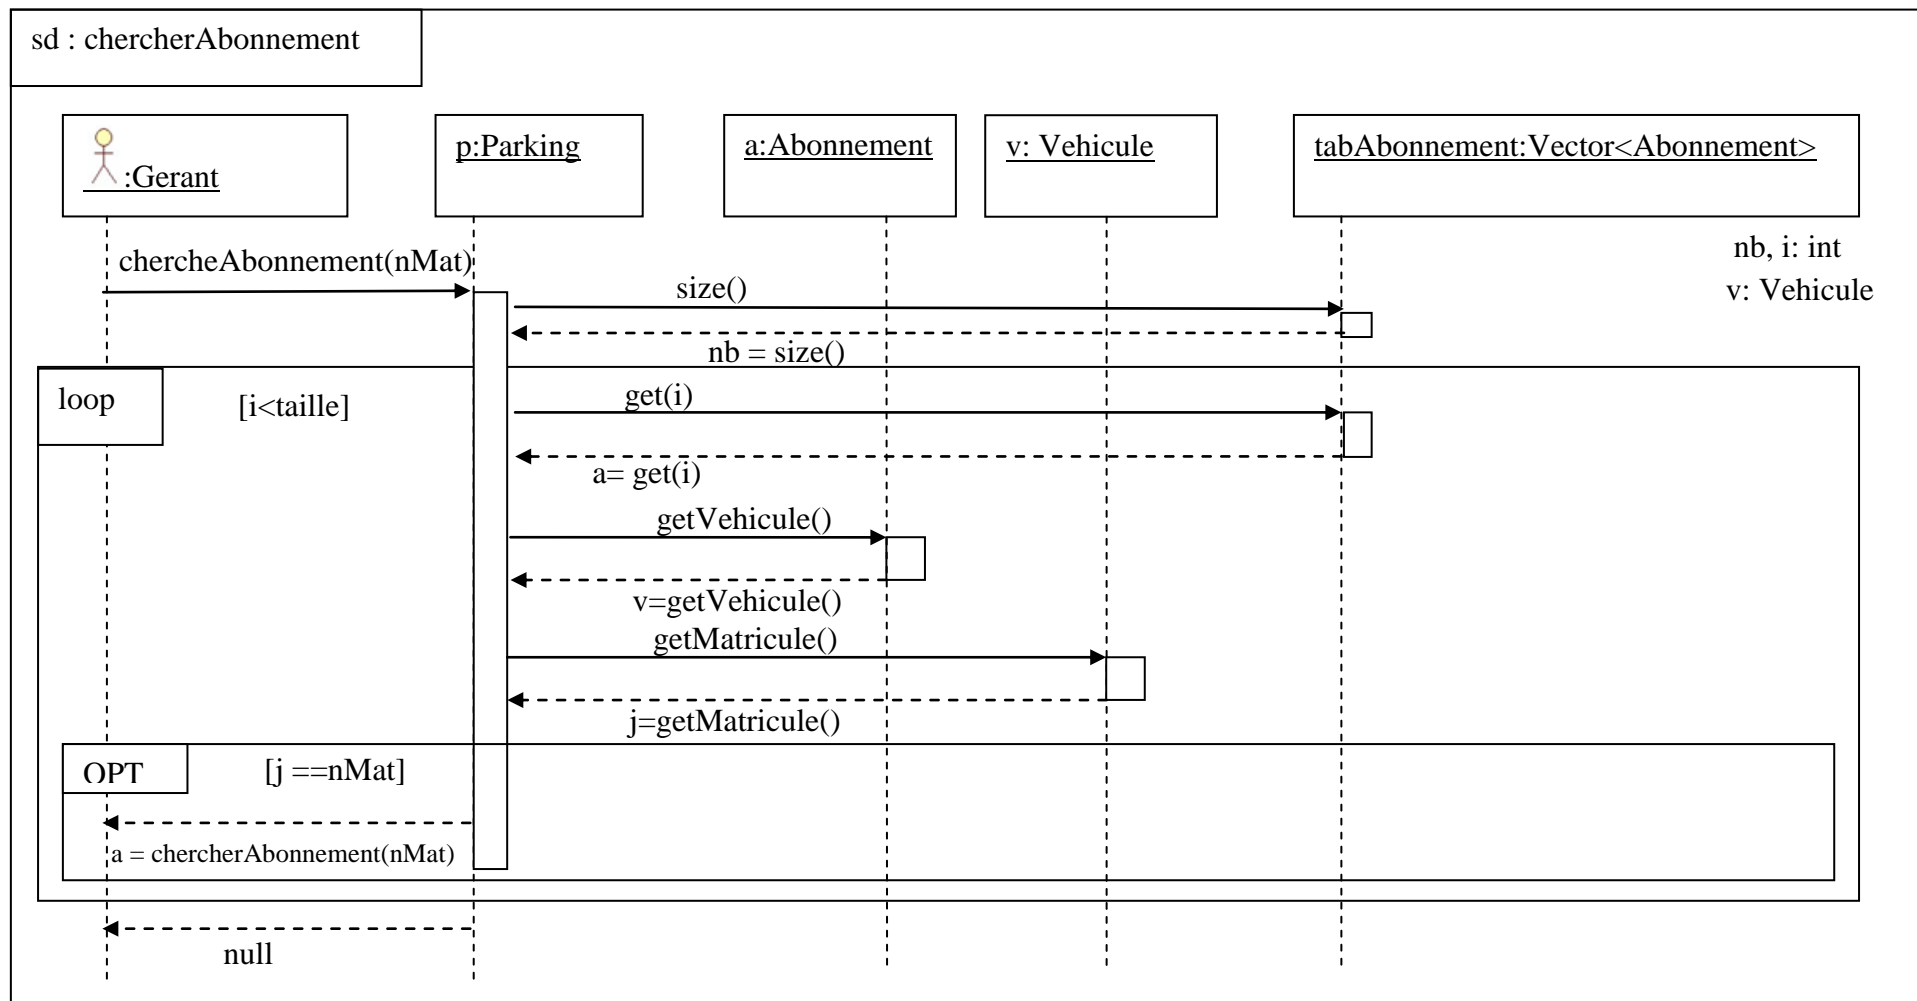 sd : chercherAbonnement
:Gerant
p:Parking
a:Abonnement
v: Vehicule
tabAbonnement:Vector<Abonnement>
nb, i: int
v: Vehicule
chercheAbonnement(nMat)
size()
nb = size()
loop
[i<taille]
get(i)
a= get(i)
getVehicule()
v=getVehicule()
getMatricule()
j=getMatricule()
OPT
[j ==nMat]
a = chercherAbonnement(nMat)
null